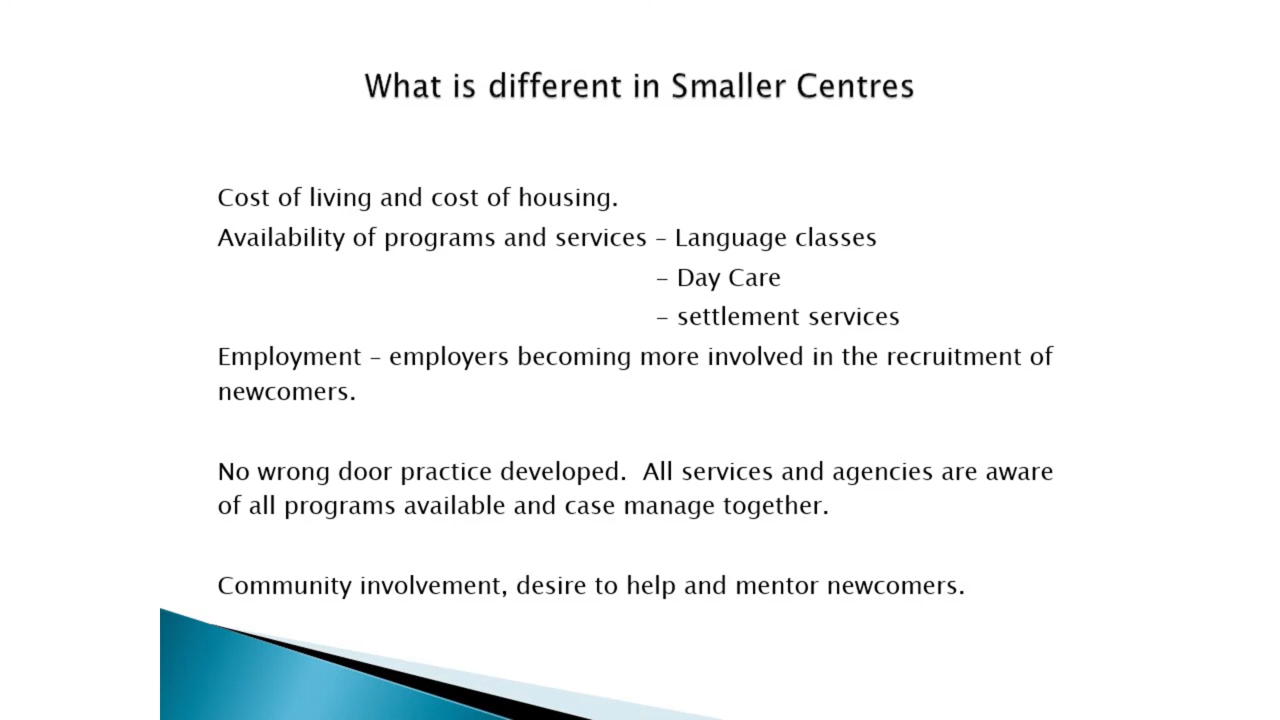 What is different in Smaller Centres
Cost of living and cost of housing.
Availability of programs and services – Language classes
– Day Care
– settlement services
Employment – employers becoming more involved in the recruitment of
newcomers.
No wrong door practice developed.  All services and agencies are aware
of all programs available and case manage together.
Community involvement, desire to help and mentor newcomers.